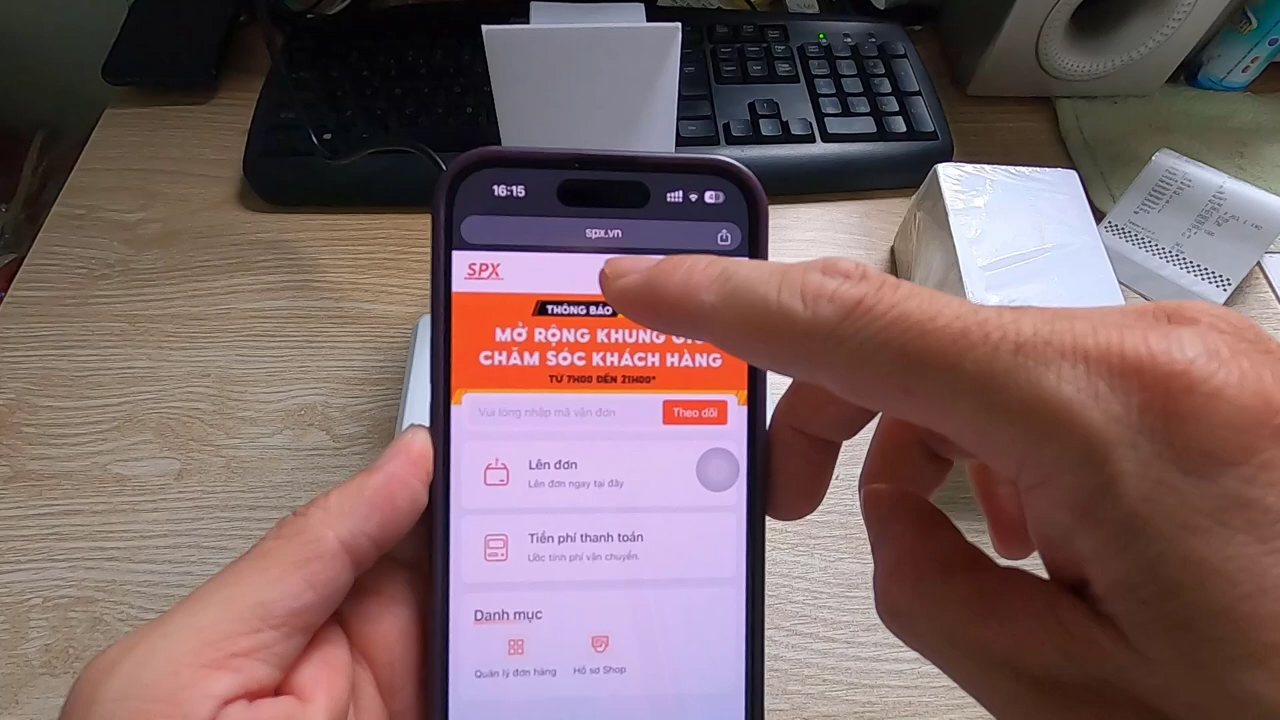 16:15
49
spx.vn
SPX
THÔNG BÁO
MỞ RỘNG KHUNG
CHĂM SÓC KHÁCH HÀNG
TỪ 7H00 ĐẾN 21H00*
Vui lòng nhập mã vận đơn
Theo dõi
Lên đơn
Lên đơn ngay tại đây
Tiền phí thanh toán
Ước tính phí vận chuyển.
Danh mục
Quản lý đơn hàng
Hồ sơ Shop